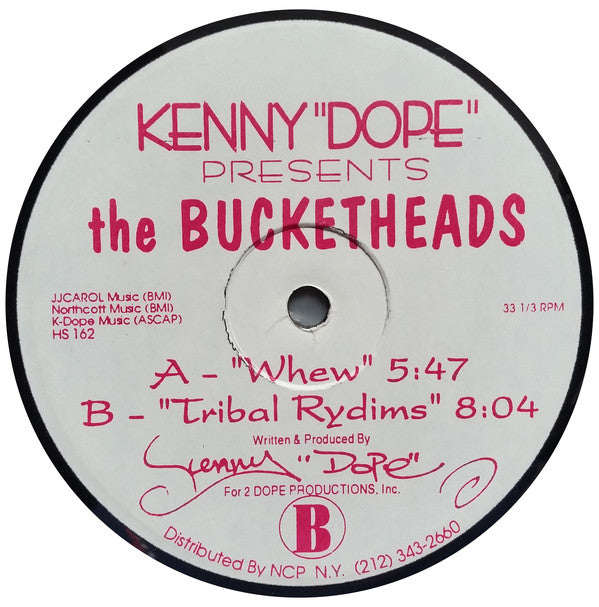 KENNY "DOPE"
PRESENTS
the BUCKETHEADS
JJCAROL Music (BMI)
Northcott Music (BMI)
K-Dope Music (ASCAP)
HS 162
33 1/3 RPM
A - "Whew" 5:47
B - "Tribal Rydims" 8:04
Written & Produced By
Kenny "Dope"
For 2 DOPE PRODUCTIONS, Inc.
B
Distributed By NCP N.Y. (212) 343-2660